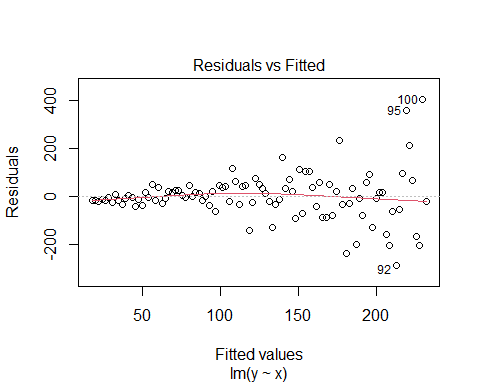 Residuals vs Fitted
Residuals
400
200
0
-200
100
95
92
50
100
150
200
Fitted values
lm(y ~ x)